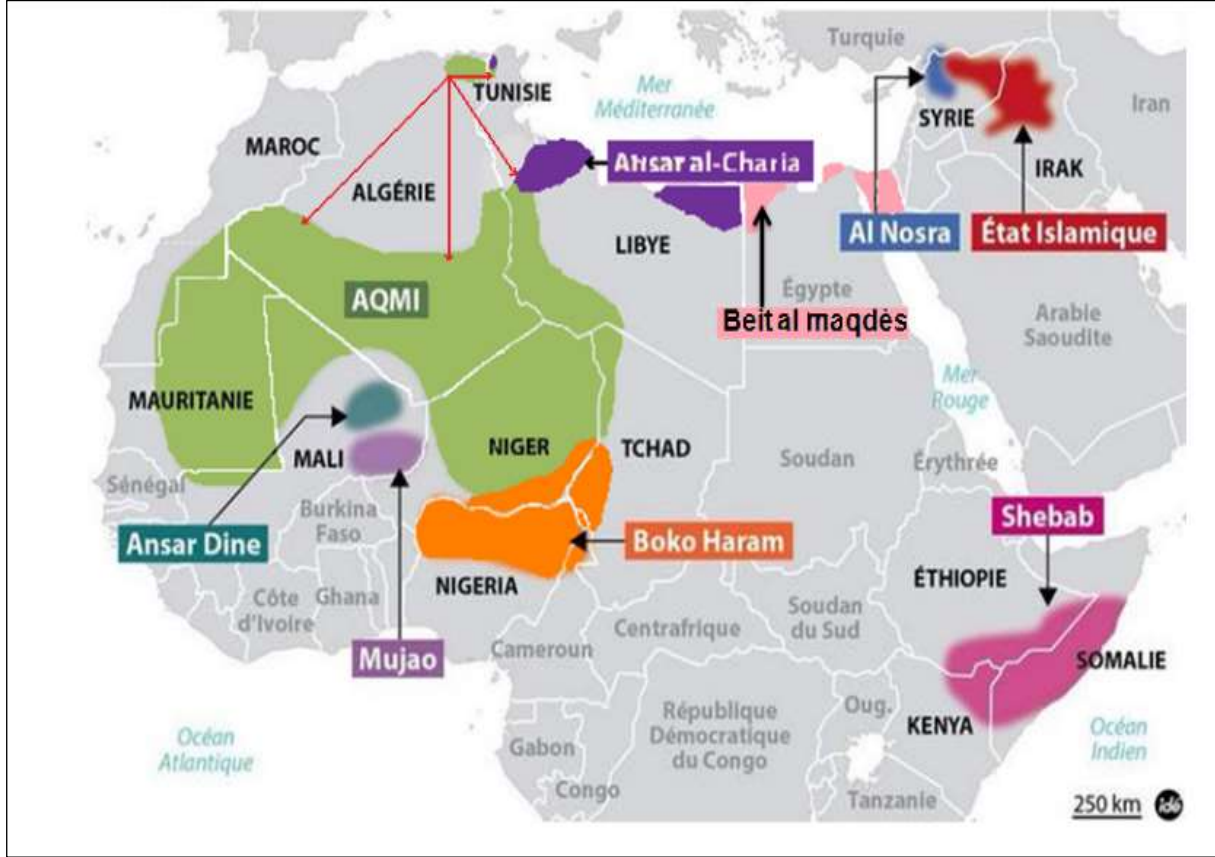 Turquie
Mer
Méditerranée
TUNISIE
Iran
SYRIE
MAROC
Ansar al-Charia
IRAK
ALGÉRIE
LIBYE
Al Nosra
État Islamique
AQMI
Égypte
Beit al maqdès
Arabie
Saoudite
Mer
Rouge
MAURITANIE
NIGER
TCHAD
MALI
Soudan
Érythrée
Sénégal
Burkina
Faso
Shebab
Ansar Dine
Boko Haram
NIGERIA
ÉTHIOPIE
Côte
d'Ivoire
Ghana
Centrafrique
Soudan
du Sud
Mujao
Cameroun
SOMALIE
Oug.
KENYA
République
Démocratique
du Congo
Océan
Atlantique
Océan
Indien
Gabon
Congo
Tanzanie
250 km
idé